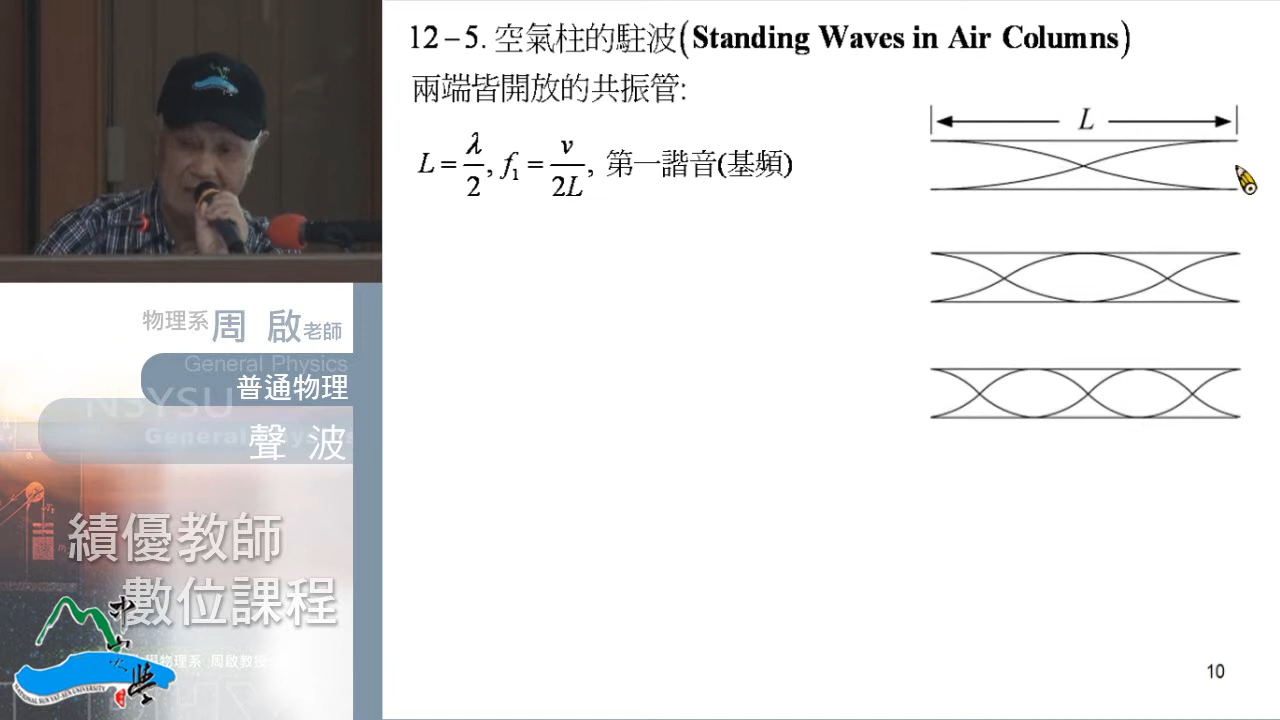 12－5. 空氣柱的駐波(Standing Waves in Air Columns)
兩端皆開放的共振管:
L = λ/2, f₁ = v/2L, 第一諧音(基頻)
L
10
物理系 周 啟 老師
General Physics
普通物理
NSYSU
聲 波
績優教師
數位課程
學物理系 周啟教授